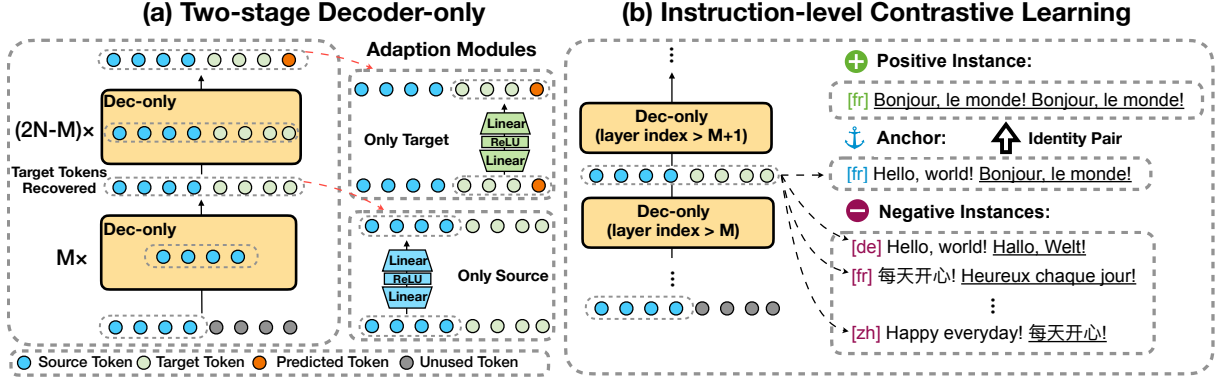 (a) Two-stage Decoder-only
Dec-only
(2N-M)×
Target Tokens
Recovered
Dec-only
M×
Adaption Modules
Only Target
Linear
ReLU
Linear
Linear
ReLU
Linear
Only Source
Source Token
Target Token
Predicted Token
Unused Token
(b) Instruction-level Contrastive Learning
...
Dec-only
(layer index > M+1)
Dec-only
(layer index > M)
...
Positive Instance:
[fr] Bonjour, le monde! Bonjour, le monde!
Anchor:
Identity Pair
[fr] Hello, world! Bonjour, le monde!
Negative Instances:
[de] Hello, world! Hallo, Welt!
[fr] 每天开心! Heureux chaque jour!
...
[zh] Happy everyday! 每天开心!